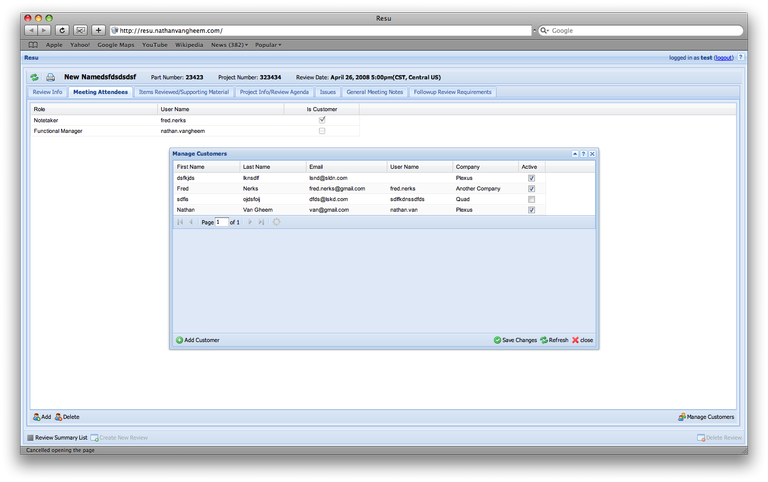 Resu
http://resu.nathanvangheem.com/
Google
Apple Yahoo! Google Maps YouTube Wikipedia News (382) Popular
Resu logged in as test (logout) ?
New Namedsfdsdsdsf Part Number: 23423 Project Number: 323434 Review Date: April 26, 2008 5:00pm(CST, Central US)
Review Info Meeting Attendees Items Reviewed/Supporting Material Project Info/Review Agenda Issues General Meeting Notes Followup Review Requirements
Role User Name Is Customer
Notetaker fred.nerks
Functional Manager nathan.vangheem
Manage Customers ?
First Name Last Name Email User Name Company Active
dsfkjds lknsdlf lsnd@sldn.com Plexus
Fred Nerks fred.nerks@gmail.com fred.nerks Another Company
sdfls ojdsfoij dfds@lskd.com sdfkdnssdfds Quad
Nathan Van Gheem van@gmail.com nathan.van Plexus
Page 1 of 1
Add Customer Save Changes Refresh close
Add Delete Manage Customers
Review Summary List Create New Review Delete Review
Cancelled opening the page